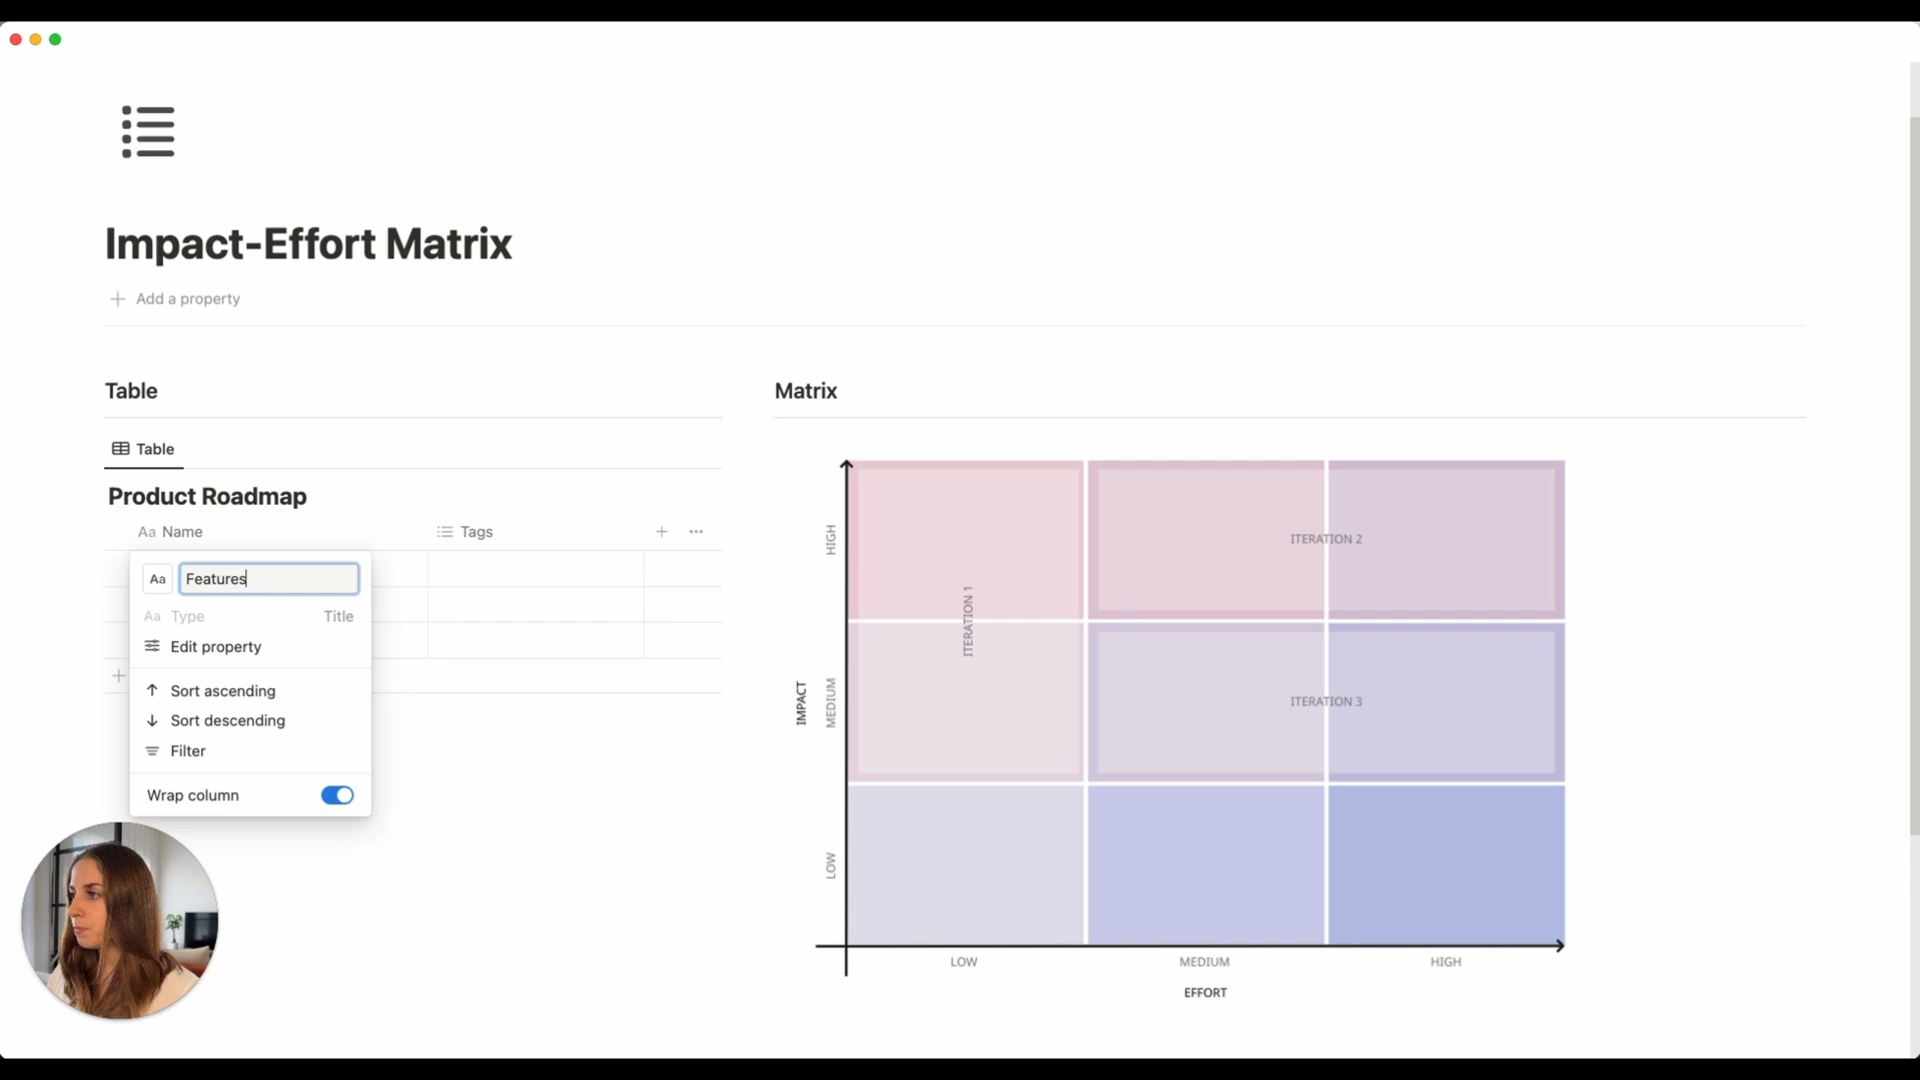 Impact-Effort Matrix
Add a property
Table
Table
Product Roadmap
Aa Name
Tags
Aa Features
Aa Type Title
Edit property
Sort ascending
Sort descending
Filter
Wrap column
Matrix
HIGH
MEDIUM
LOW
IMPACT
ITERATION 1
ITERATION 2
ITERATION 3
LOW MEDIUM HIGH
EFFORT